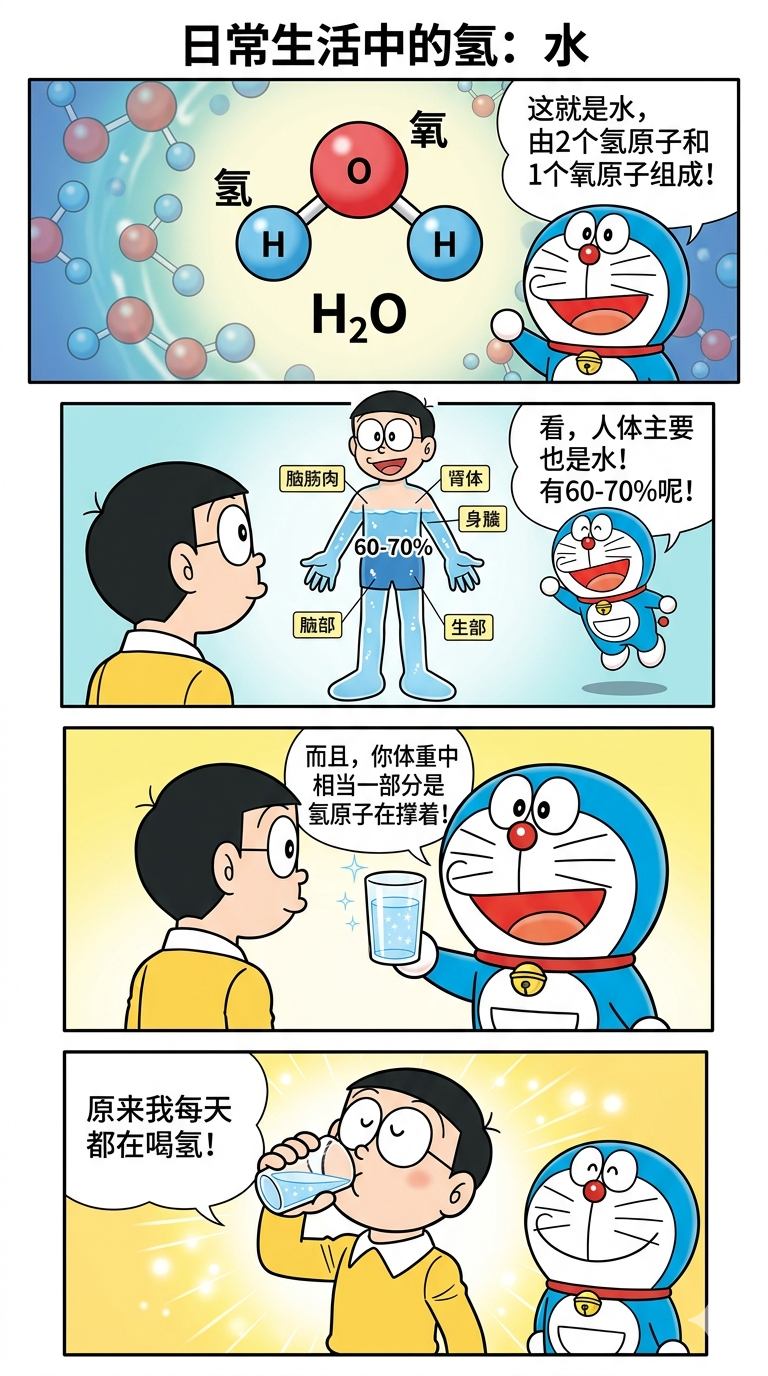 日常生活中的氢：水
这就是水，
由2个氢原子和
1个氧原子组成！
氧
氢
O
H
H
H₂O
看，人体主要
也是水！
有60-70%呢！
脑肠肉
肾体
身臓
60-70%
脑部
生部
而且，你体重中
相当一部分是
氢原子在撑着！
原来我每天
都在喝氢！